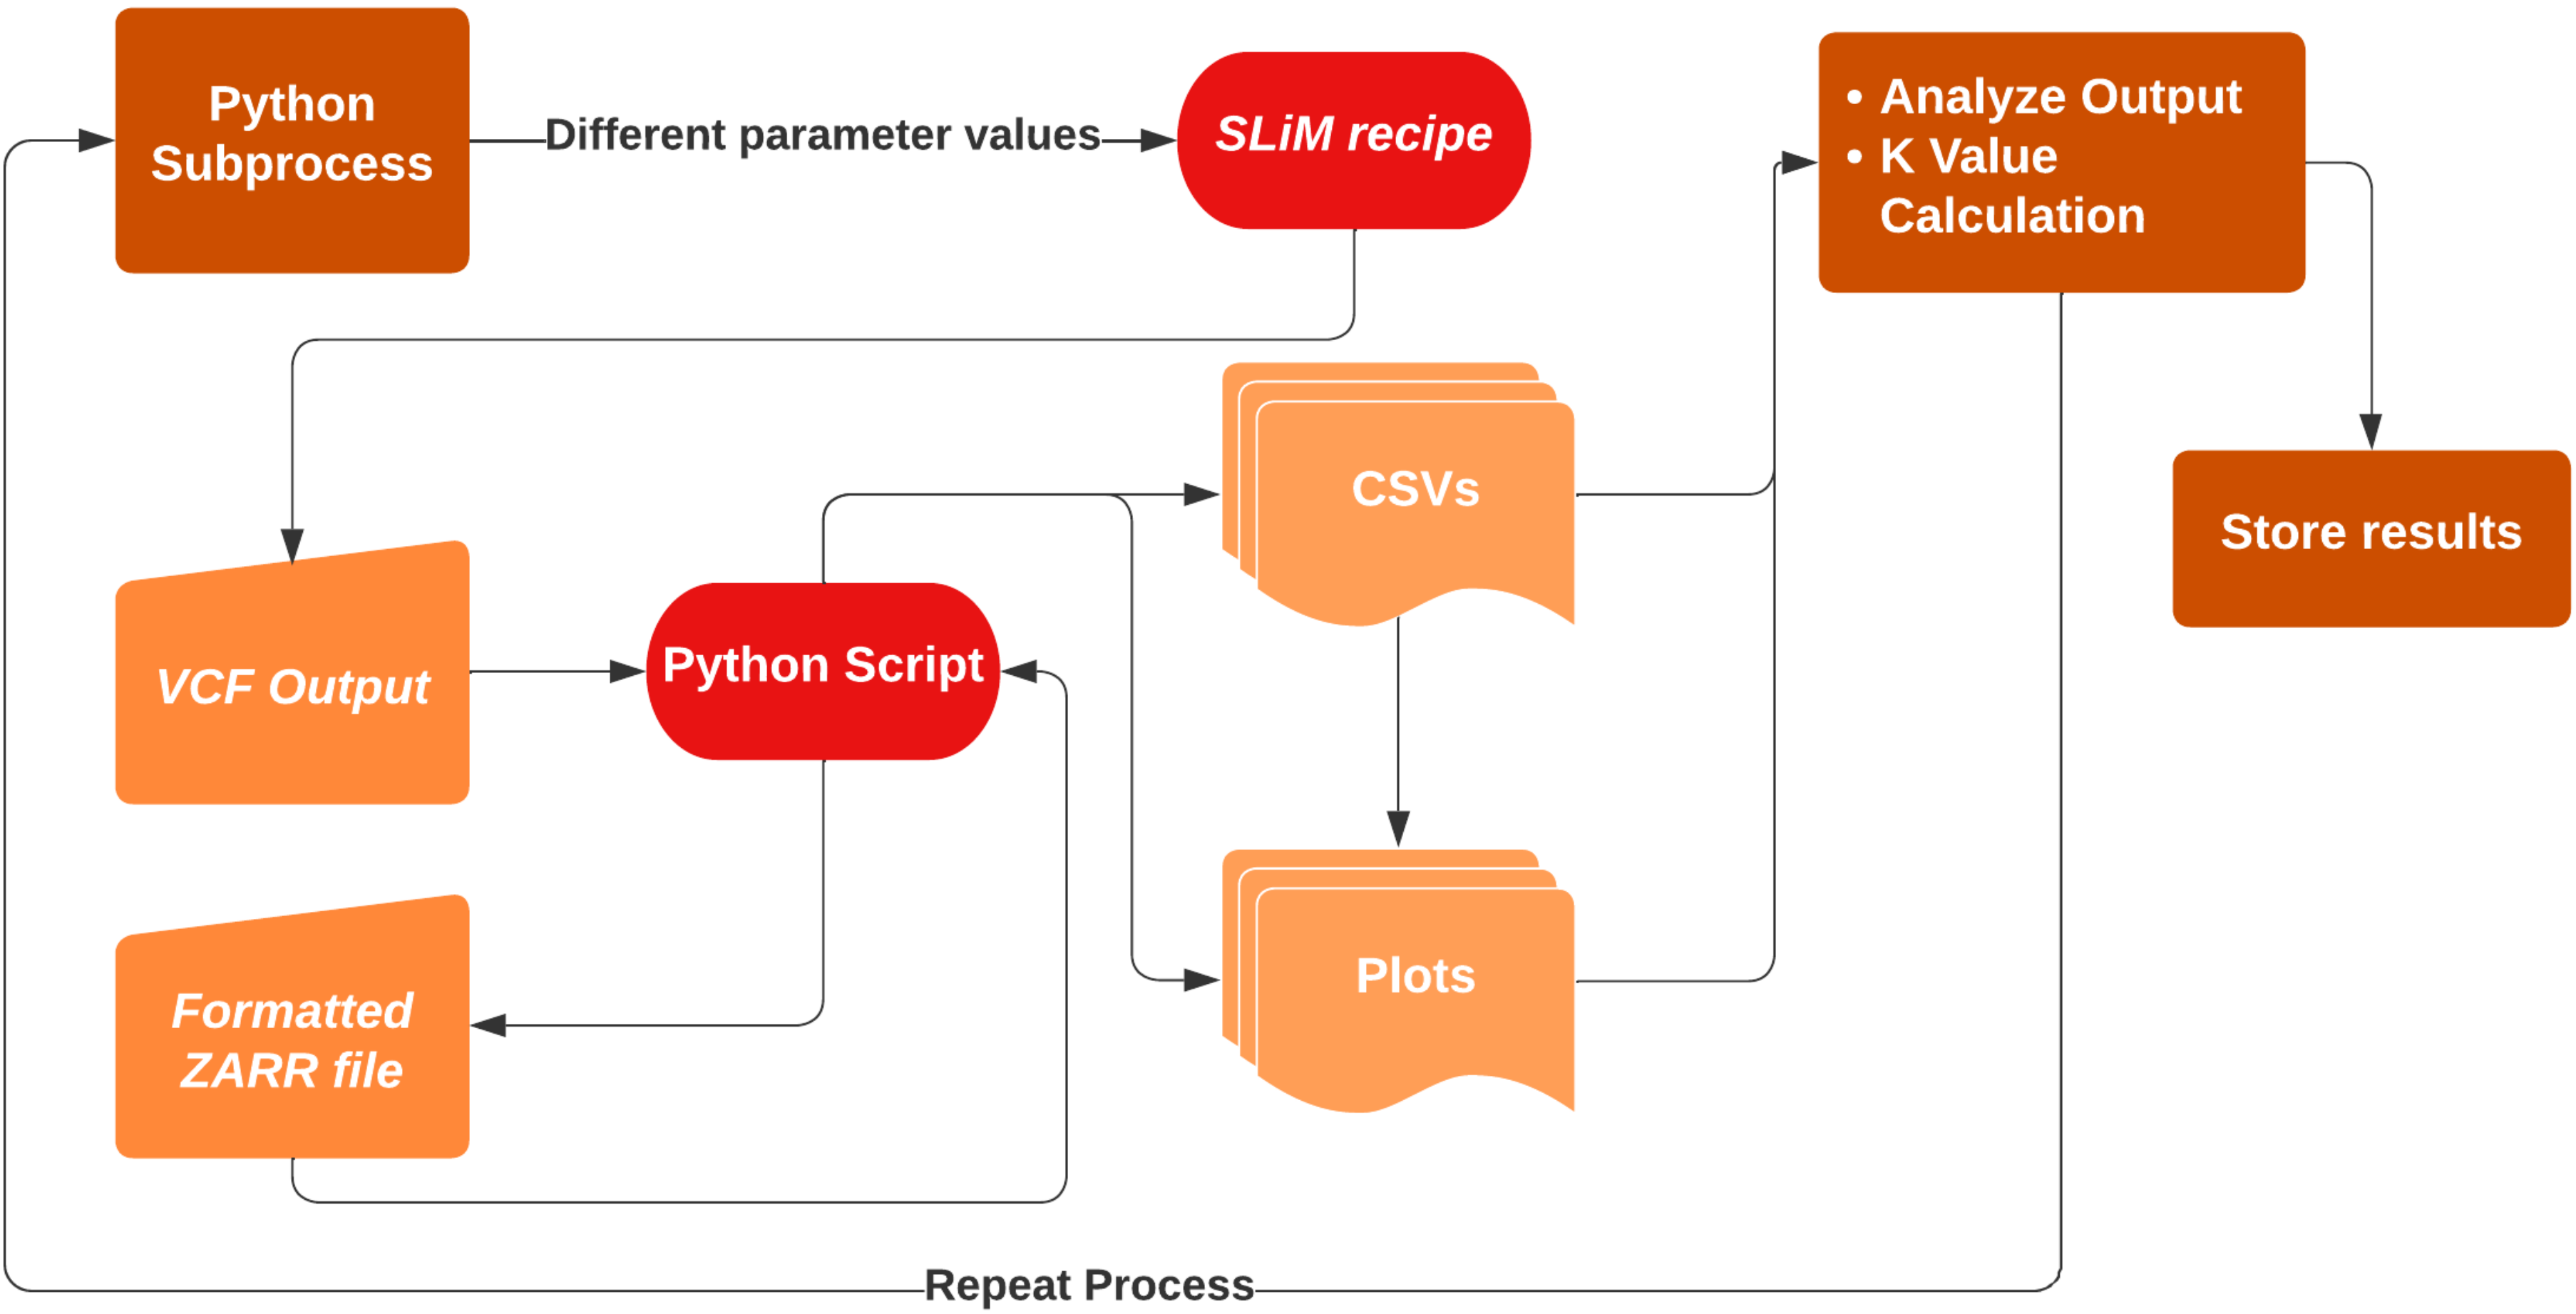 Python
Subprocess
Different parameter values
SLiM recipe
• Analyze Output
• K Value
Calculation
CSVs
Store results
VCF Output
Python Script
Plots
Formatted
ZARR file
Repeat Process